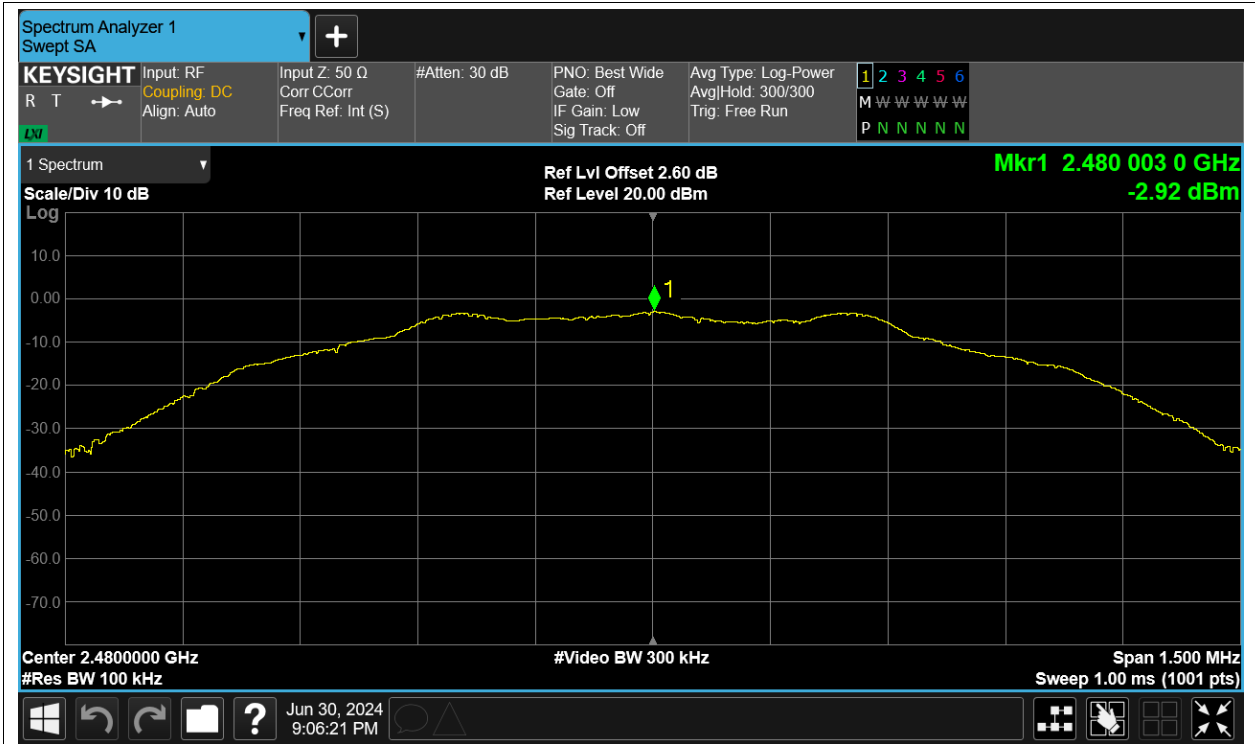 Spectrum Analyzer 1
Swept SA
+
KEYSIGHT
R T
LXI
Input: RF
Coupling: DC
Align: Auto
Input Z: 50 Ω
Corr CCorr
Freq Ref: Int (S)
#Atten: 30 dB
PNO: Best Wide
Gate: Off
IF Gain: Low
Sig Track: Off
Avg Type: Log-Power
Avg|Hold: 300/300
Trig: Free Run
1 2 3 4 5 6
M W W W W W
P N N N N N
1 Spectrum
Scale/Div 10 dB
Log
Ref Lvl Offset 2.60 dB
Ref Level 20.00 dBm
Mkr1 2.480 003 0 GHz
-2.92 dBm
10.0
0.00
-10.0
-20.0
-30.0
-40.0
-50.0
-60.0
-70.0
1
Center 2.4800000 GHz
#Res BW 100 kHz
#Video BW 300 kHz
Span 1.500 MHz
Sweep 1.00 ms (1001 pts)
?
Jun 30, 2024
9:06:21 PM